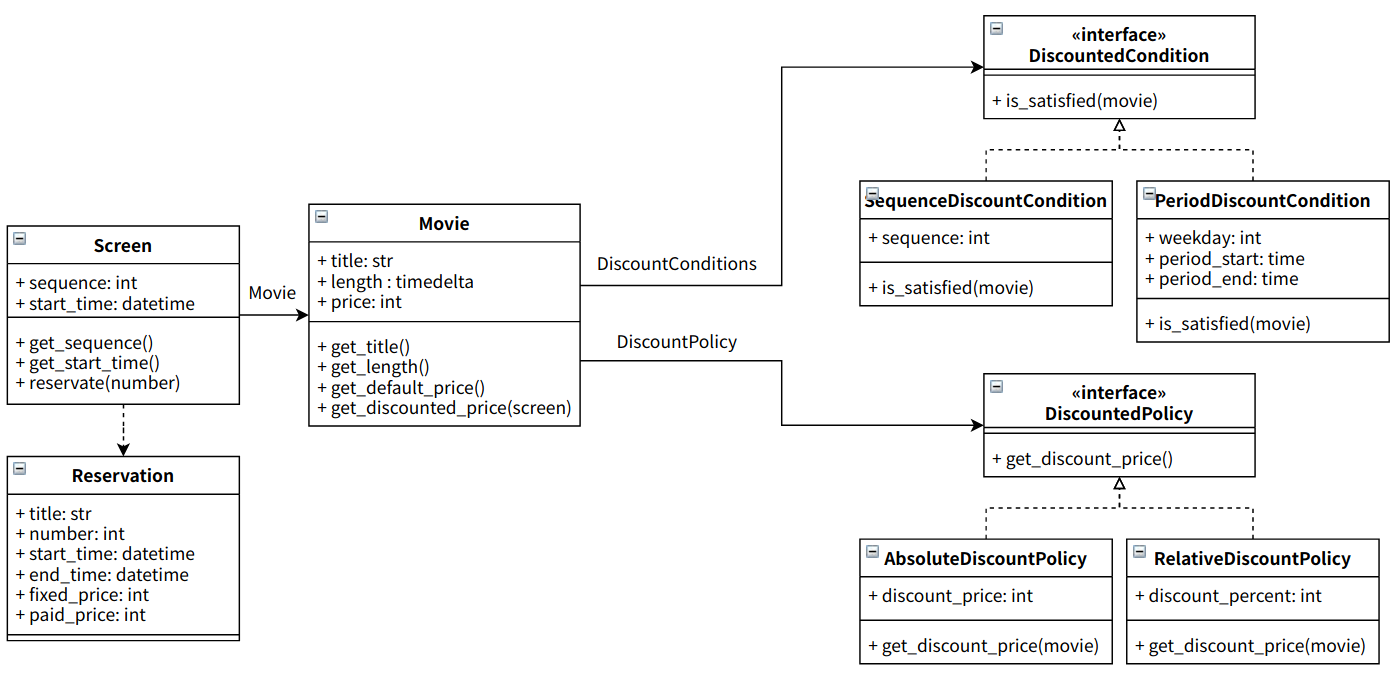 «interface»
DiscountedCondition
+ is_satisfied(movie)
SequenceDiscountCondition
+ sequence: int
+ is_satisfied(movie)
PeriodDiscountCondition
+ weekday: int
+ period_start: time
+ period_end: time
+ is_satisfied(movie)
Screen
+ sequence: int
+ start_time: datetime
+ get_sequence()
+ get_start_time()
+ reservate(number)
Movie
Movie
+ title: str
+ length : timedelta
+ price: int
+ get_title()
+ get_length()
+ get_default_price()
+ get_discounted_price(screen)
DiscountConditions
DiscountPolicy
«interface»
DiscountedPolicy
+ get_discount_price()
Reservation
+ title: str
+ number: int
+ start_time: datetime
+ end_time: datetime
+ fixed_price: int
+ paid_price: int
AbsoluteDiscountPolicy
+ discount_price: int
+ get_discount_price(movie)
RelativeDiscountPolicy
+ discount_percent: int
+ get_discount_price(movie)